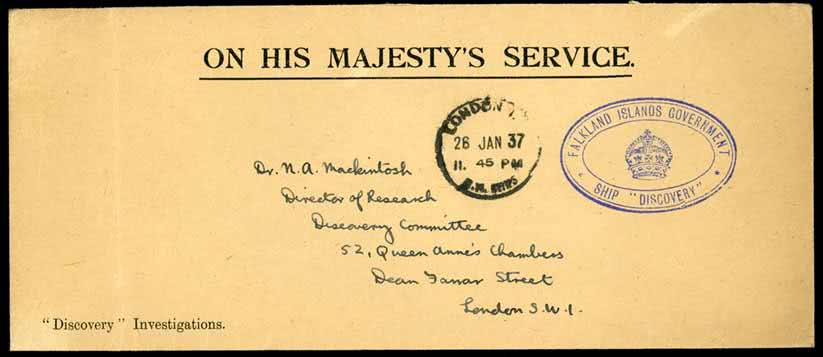 ON HIS MAJESTY'S SERVICE.
LONDON
26 JAN 37
11. 45 PM
FALKLAND ISLANDS GOVERNMENT
SHIP "DISCOVERY"
Dr. N. A. Mackintosh
Director of Research
Discovery Committee
52, Queen Anne's Chambers
Dean Farrar Street
London S.W.1.
"Discovery" Investigations.